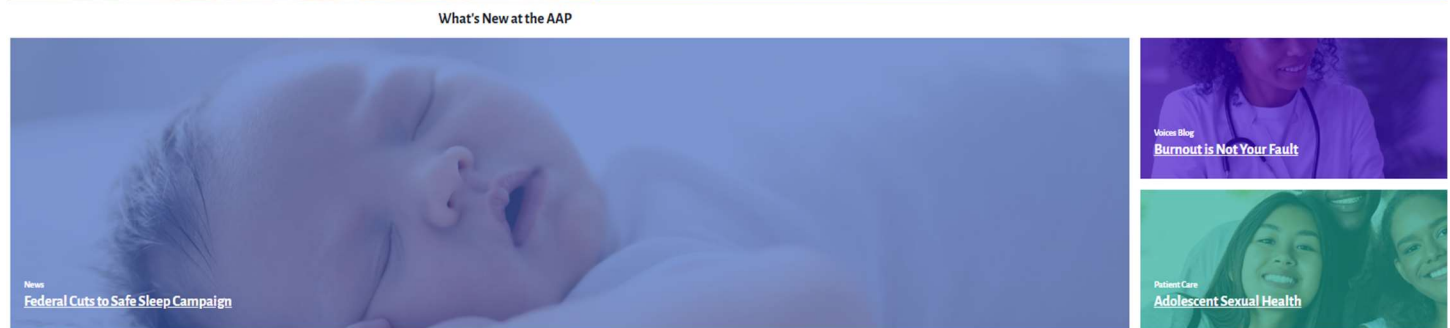 What's New at the AAP
News
Federal Cuts to Safe Sleep Campaign
Voices Blog
Burnout is Not Your Fault
Patient Care
Adolescent Sexual Health